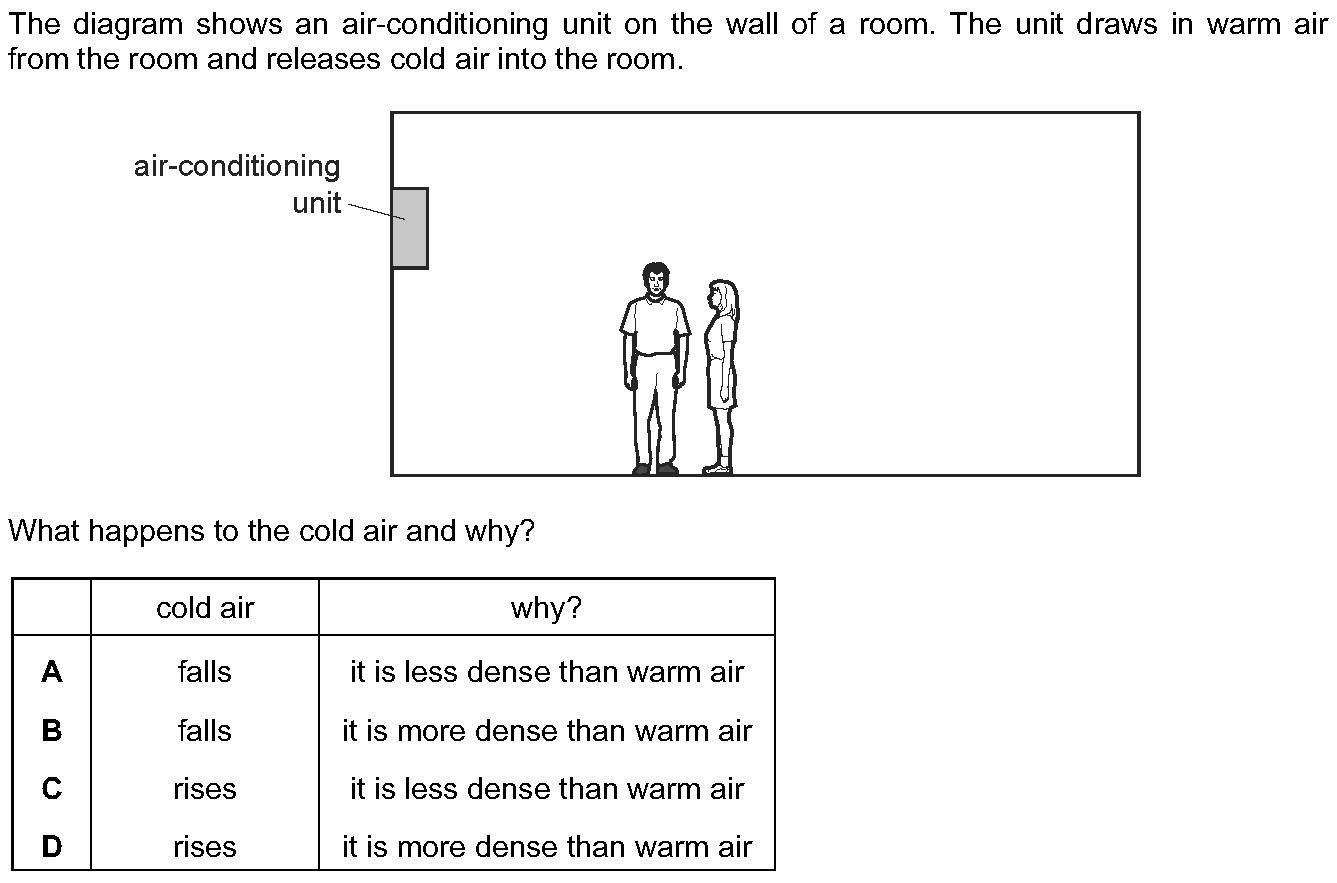 The diagram shows an air-conditioning unit on the wall of a room. The unit draws in warm air
from the room and releases cold air into the room.
air-conditioning
unit
What happens to the cold air and why?
cold air why?
A falls it is less dense than warm air
B falls it is more dense than warm air
C rises it is less dense than warm air
D rises it is more dense than warm air